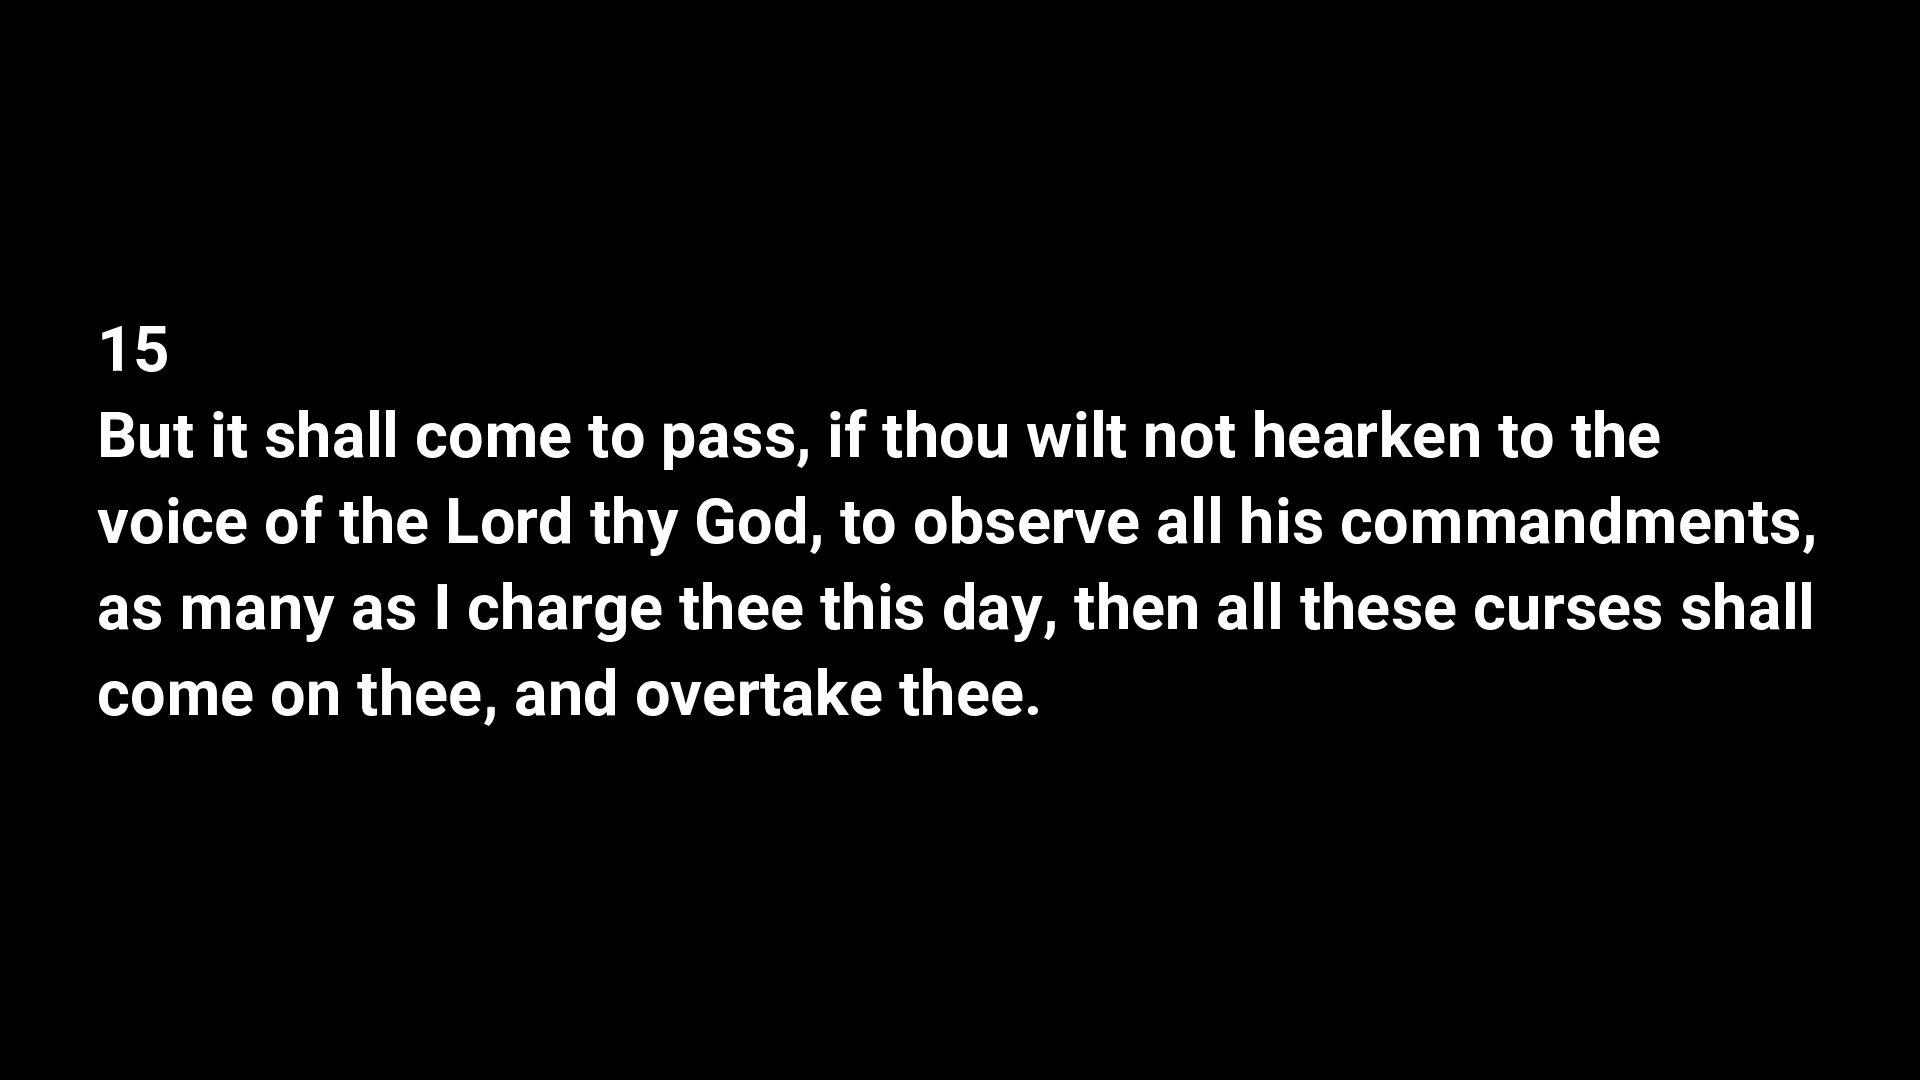 15
But it shall come to pass, if thou wilt not hearken to the
voice of the Lord thy God, to observe all his commandments,
as many as I charge thee this day, then all these curses shall
come on thee, and overtake thee.